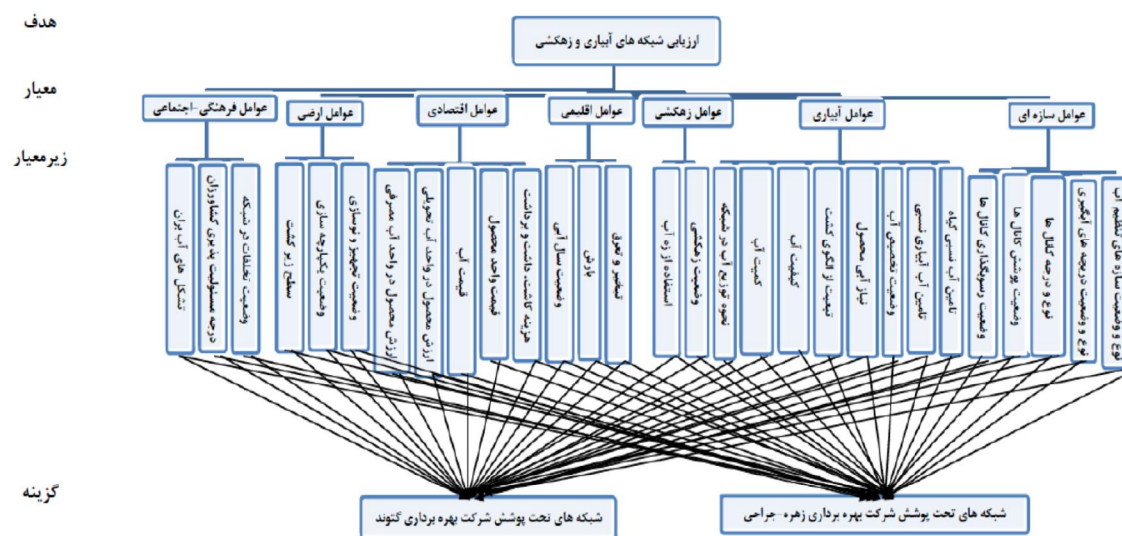 هدف
ارزیابی شبکه های آبیاری و زهکشی
معیار
عوامل سازه ای
عوامل آبیاری
عوامل زهکشی
عوامل اقلیمی
عوامل اقتصادی
عوامل ارضی
عوامل فرهنگی-اجتماعی
زیرمعیار
نوع و وضعیت سازه های تنظیم آب
نوع و وضعیت دریچه های آبگیری
نوع و درجه کانال ها
وضعیت پوشش کانال ها
وضعیت رسوبگذاری کانال ها
تامین آب نسبی گیاه
تامین آب آبیاری نسبی
وضعیت تخصیص آب
نیاز آبی محصول
تبعیت از الگوی کشت
کیفیت آب
کمیت آب
نحوه توزیع آب در شبکه
وضعیت زهکشی
استفاده از زه آب
تبخیر و تعرق
بارش
وضعیت سال آبی
هزینه کاشت، داشت و برداشت
قیمت واحد محصول
قیمت آب
ارزش محصول در واحد آب تحویلی
ارزش محصول در واحد آب مصرفی
وضعیت تجهیز و نوسازی
وضعیت یکپارچه سازی
سطح زیر کشت
وضعیت تخلفات در شبکه
درجه مسئولیت پذیری کشاورزان
تشکل های آب بران
گزینه
شبکه های تحت پوشش شرکت بهره برداری زهره-جراحی
شبکه های تحت پوشش شرکت بهره برداری گتوند